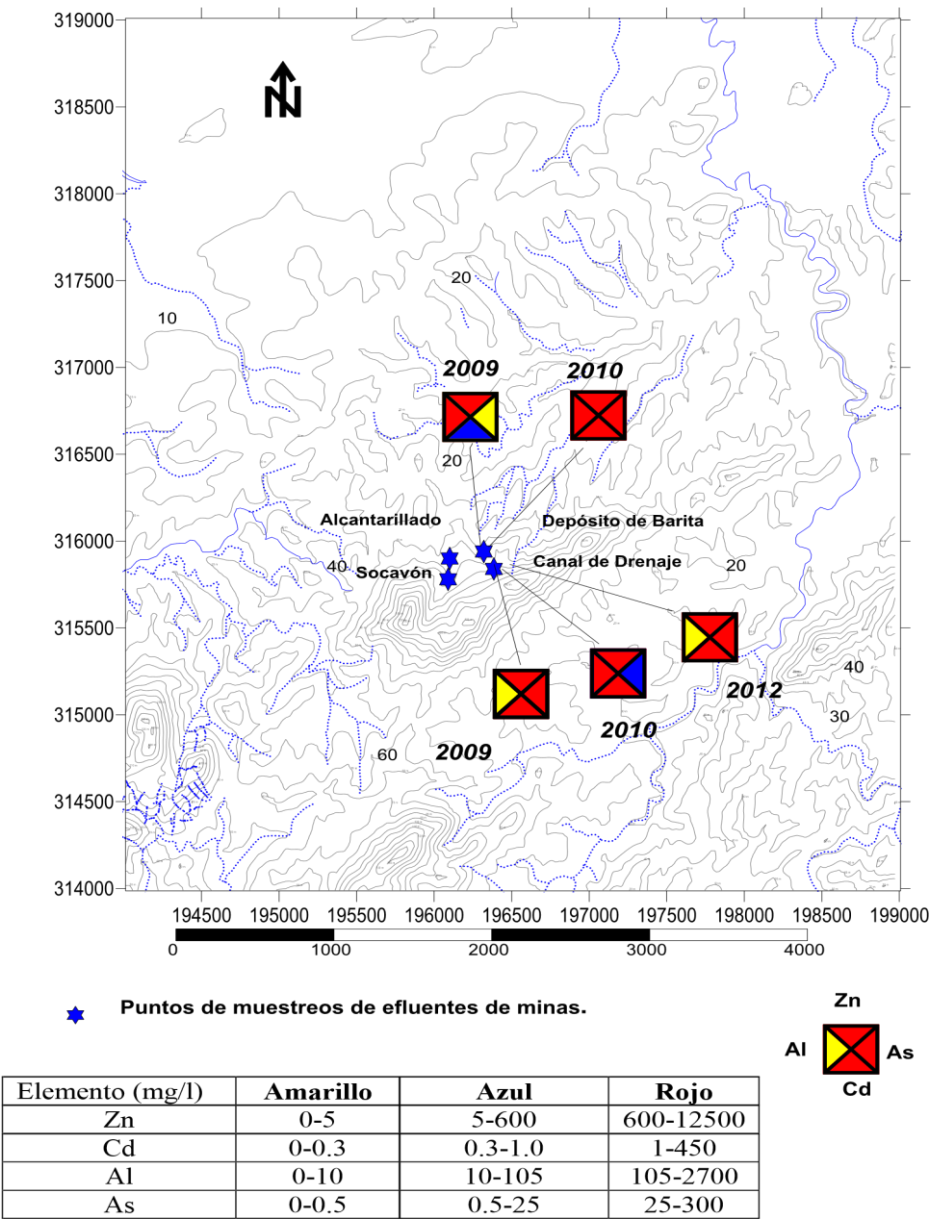 319000
318500
318000
317500
317000
316500
316000
315500
315000
314500
314000
N
20
10
2009
2010
20
Alcantarillado
Depósito de Barita
40
Socavón
Canal de Drenaje
20
40
2012
30
2010
2009
60
194500 195000 195500 196000 196500 197000 197500 198000 198500 199000
0 1000 2000 3000 4000
Puntos de muestreos de efluentes de minas.
Zn
Al As
Cd
Elemento (mg/l) Amarillo Azul Rojo
Zn 0-5 5-600 600-12500
Cd 0-0.3 0.3-1.0 1-450
Al 0-10 10-105 105-2700
As 0-0.5 0.5-25 25-300